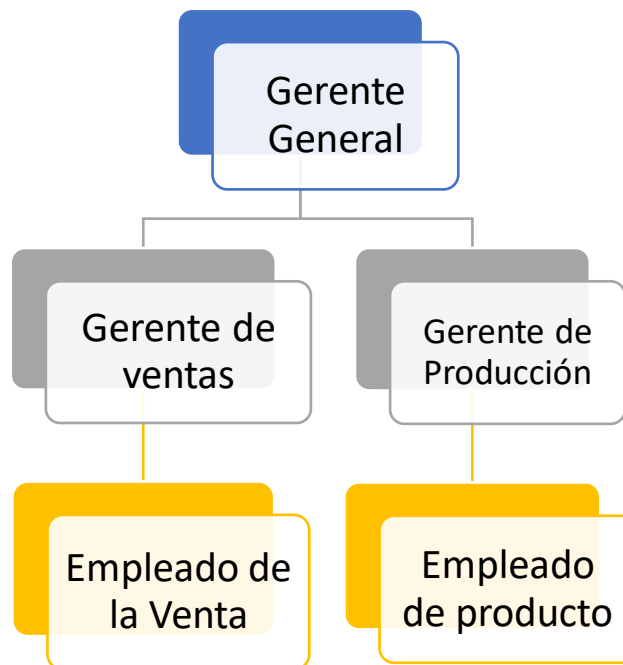 Gerente
General
Gerente de
ventas
Gerente de
Producción
Empleado de
la Venta
Empleado
de producto